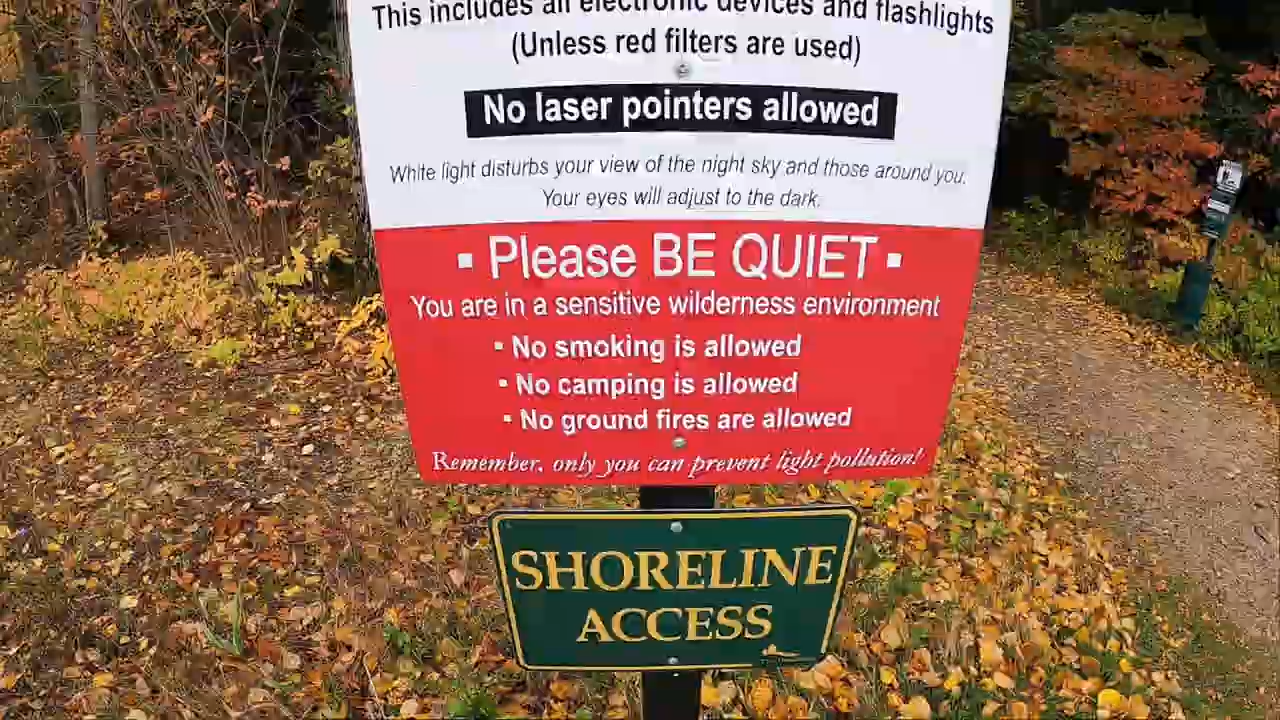 This includes all electronic devices and flashlights
(Unless red filters are used)
No laser pointers allowed
White light disturbs your view of the night sky and those around you.
Your eyes will adjust to the dark.
▪ Please BE QUIET ▪
You are in a sensitive wilderness environment
▪ No smoking is allowed
▪ No camping is allowed
▪ No ground fires are allowed
Remember, only you can prevent light pollution!
SHORELINE
ACCESS